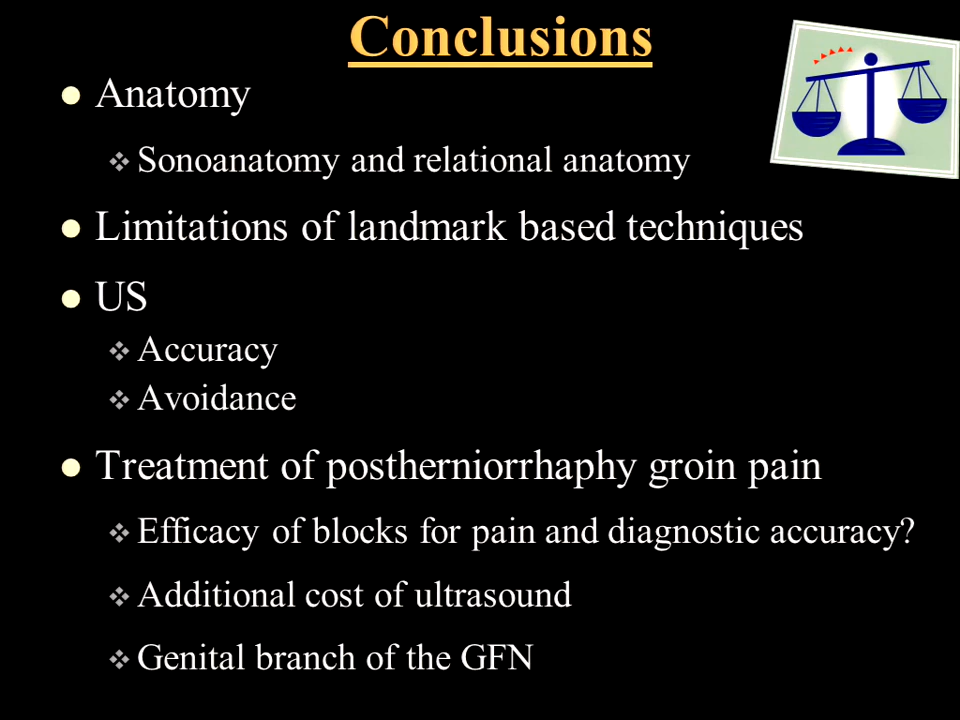 Conclusions
Anatomy
Sonoanatomy and relational anatomy
Limitations of landmark based techniques
US
Accuracy
Avoidance
Treatment of postherniorrhaphy groin pain
Efficacy of blocks for pain and diagnostic accuracy?
Additional cost of ultrasound
Genital branch of the GFN